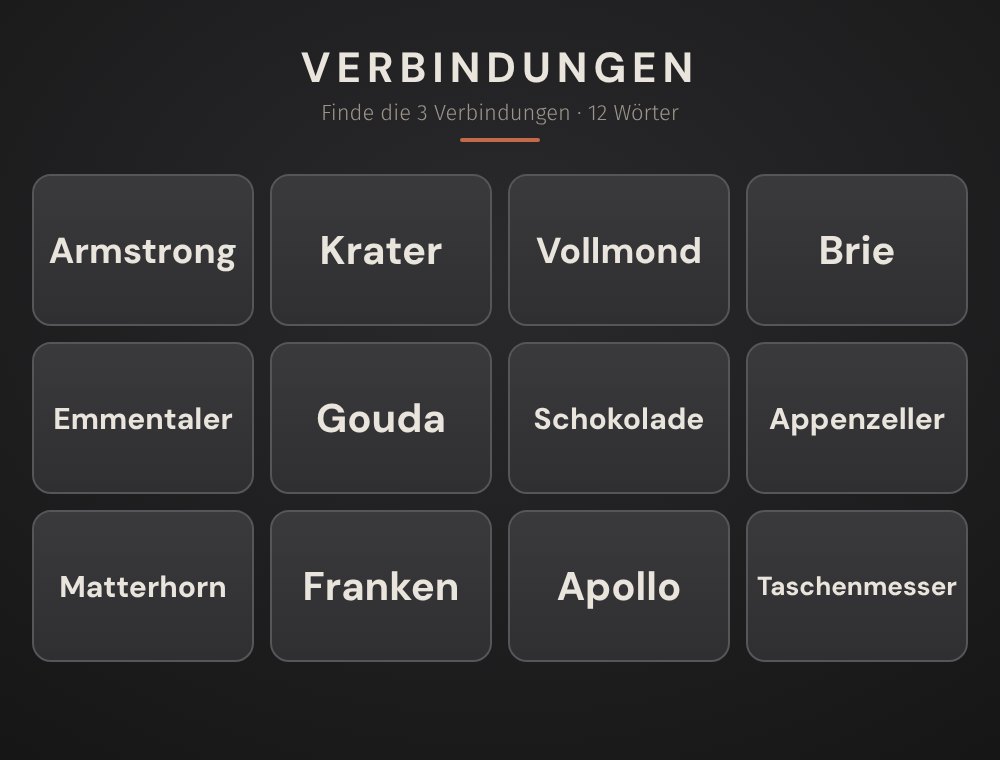 VERBINDUNGEN
Finde die 3 Verbindungen · 12 Wörter
Armstrong
Krater
Vollmond
Brie
Emmentaler
Gouda
Schokolade
Appenzeller
Matterhorn
Franken
Apollo
Taschenmesser